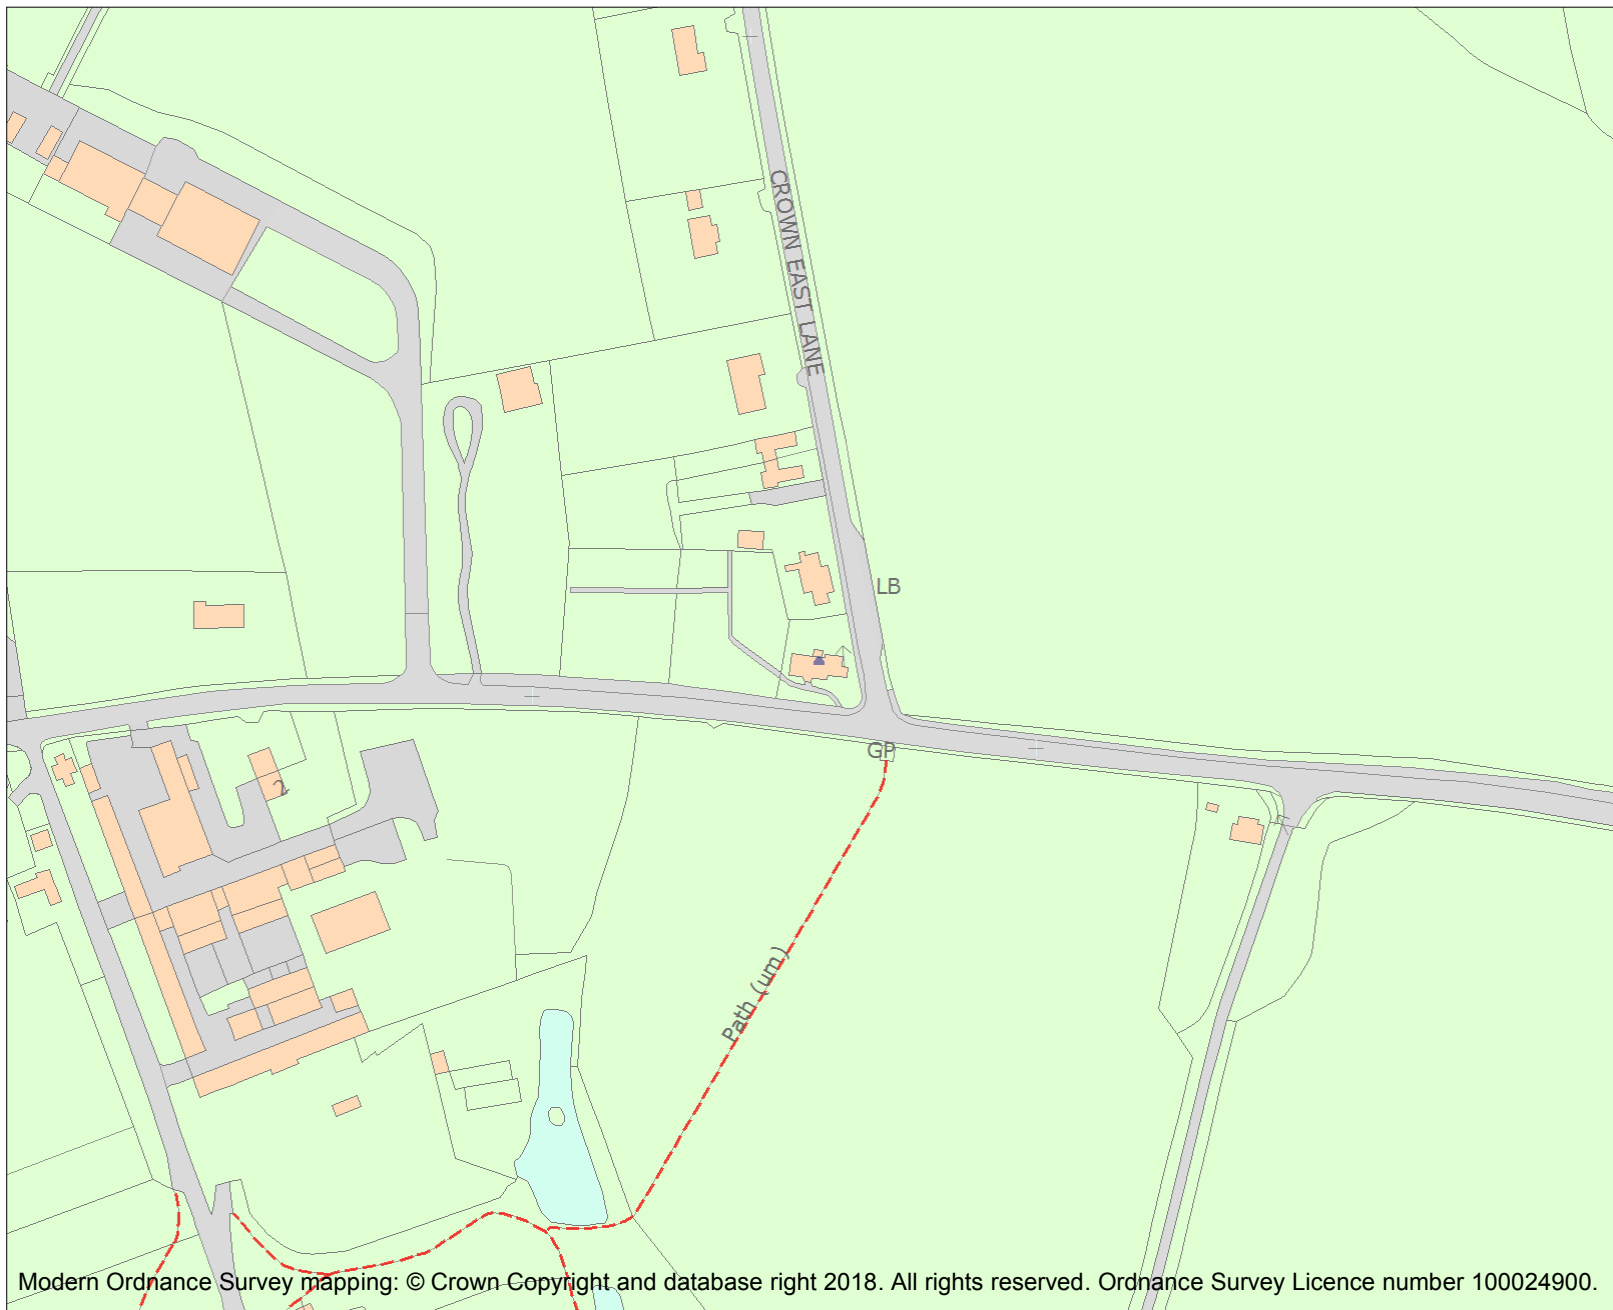 CROWN EAST LANE
LB
GP
2
Path (um)
Modern Ordnance Survey mapping: © Crown Copyright and database right 2018. All rights reserved. Ordnance Survey Licence number 100024900.